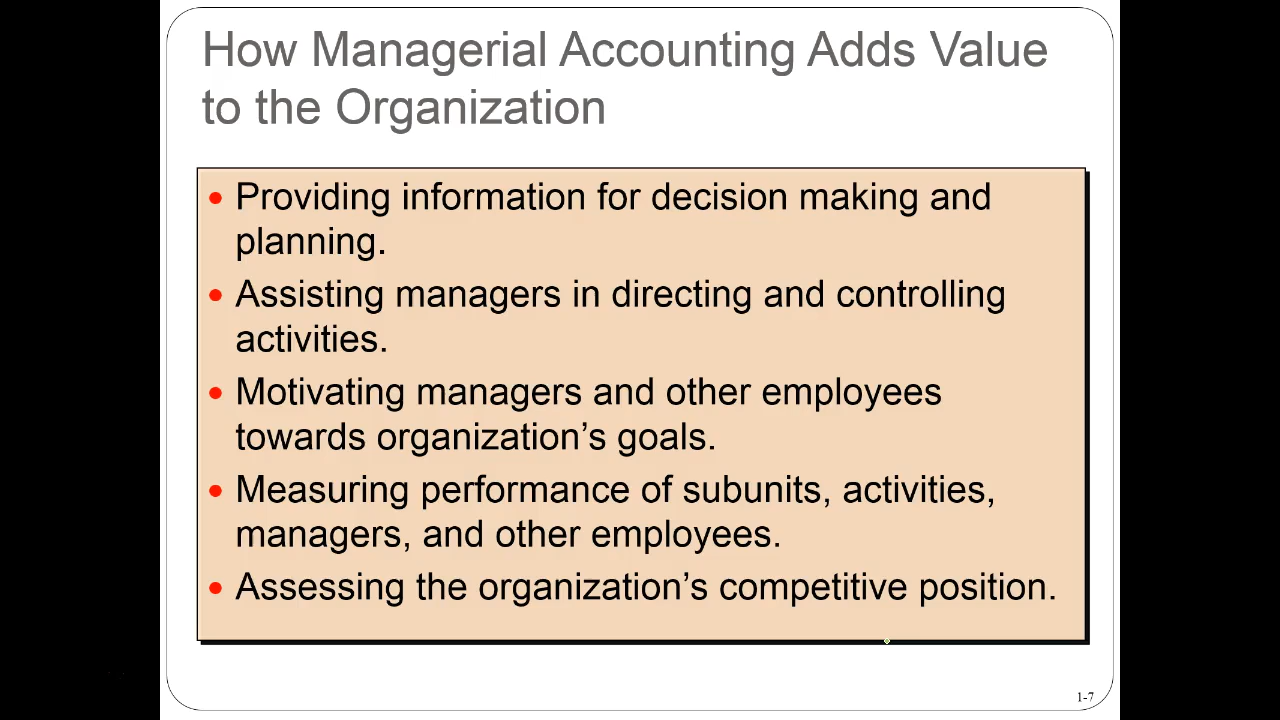 How Managerial Accounting Adds Value
to the Organization
• Providing information for decision making and
planning.
• Assisting managers in directing and controlling
activities.
• Motivating managers and other employees
towards organization’s goals.
• Measuring performance of subunits, activities,
managers, and other employees.
• Assessing the organization’s competitive position.
1-7